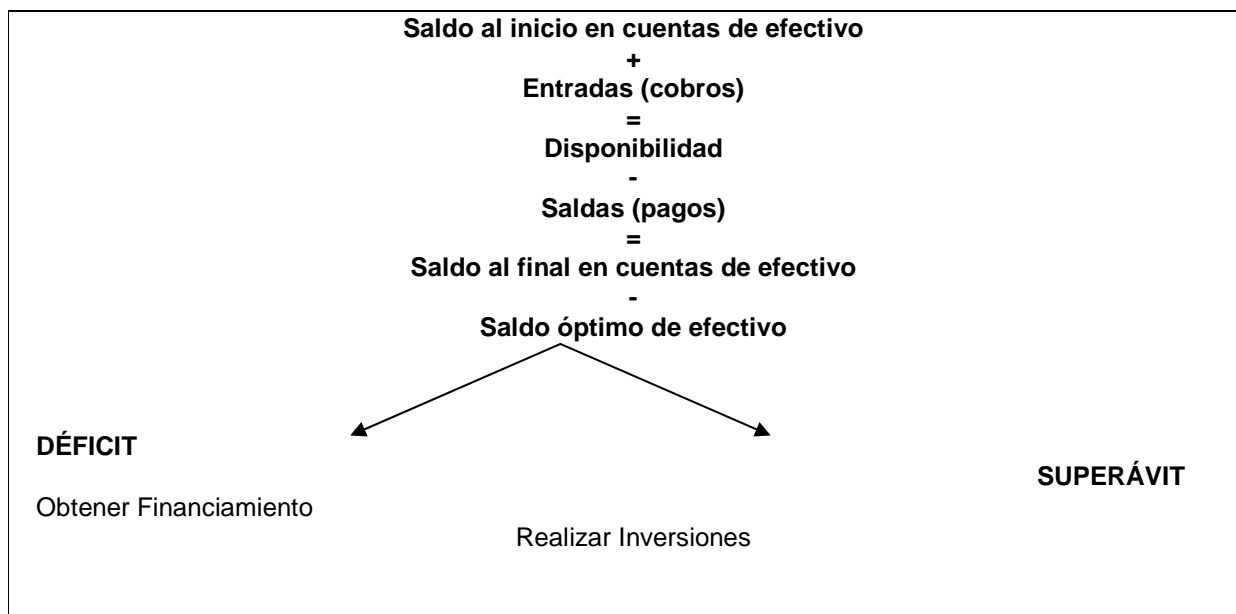 Saldo al inicio en cuentas de efectivo
+
Entradas (cobros)
=
Disponibilidad
-
Saldas (pagos)
=
Saldo al final en cuentas de efectivo
-
Saldo óptimo de efectivo
DÉFICIT
SUPERÁVIT
Obtener Financiamiento
Realizar Inversiones